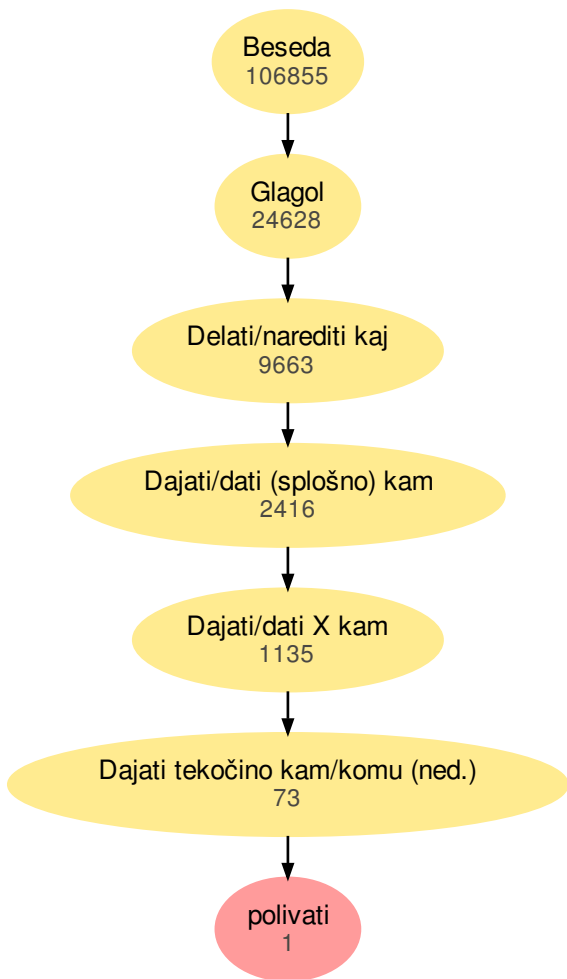 Beseda
106855
Glagol
24628
Delati/narediti kaj
9663
Dajati/dati (splošno) kam
2416
Dajati/dati X kam
1135
Dajati tekočino kam/komu (ned.)
73
polivati
1